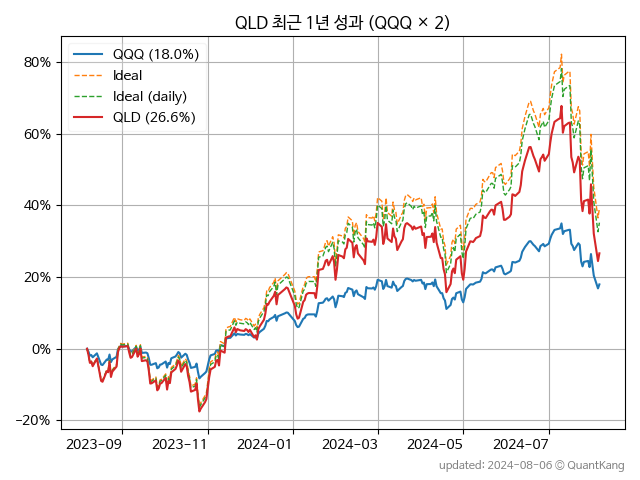 QLD 최근 1년 성과 (QQQ × 2)
QQQ (18.0%)
Ideal
Ideal (daily)
QLD (26.6%)
80%
60%
40%
20%
0%
−20%
2023-09
2023-11
2024-01
2024-03
2024-05
2024-07
updated: 2024-08-06 © QuantKang